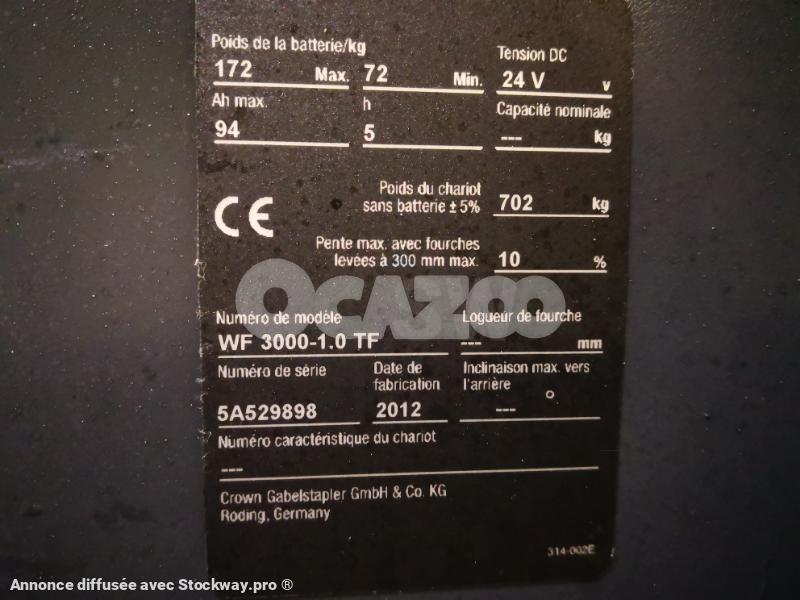 Poids de la batterie/kg
Tension DC
172 Max. 72 Min. 24 V v
Ah max. h Capacité nominale
94 5 --- kg
CE
Poids du chariot
sans batterie ± 5% 702 kg
Pente max. avec fourches
levées à 300 mm max. 10 %
OCAZOO
Numéro de modèle Logueur de fourche
WF 3000-1.0 TF --- mm
Numéro de série Date de fabrication Inclinaison max. vers l'arrière
5A529898 2012 --- °
Numéro caractéristique du chariot
---
Crown Gabelstapler GmbH & Co. KG
Roding, Germany
314-002E
Annonce diffusée avec Stockway.pro ®